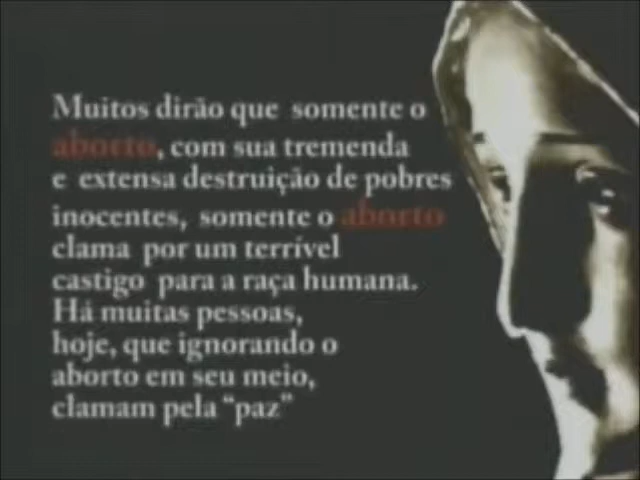 Muitos dirão que somente o
aborto, com sua tremenda
e extensa destruição de pobres
inocentes, somente o aborto
clama por um terrível
castigo para a raça humana.
Há muitas pessoas,
hoje, que ignorando o
aborto em seu meio,
clamam pela “paz”